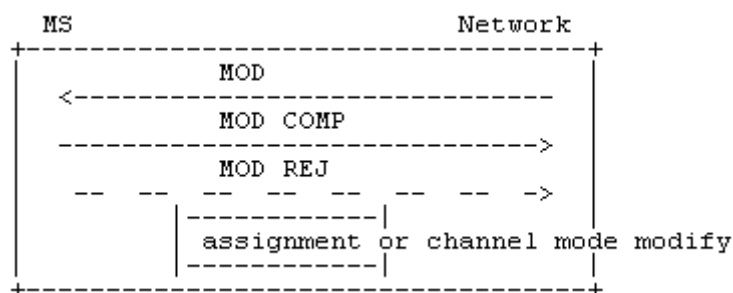 MS Network
MOD
MOD COMP
MOD REJ
assignment or channel mode modify